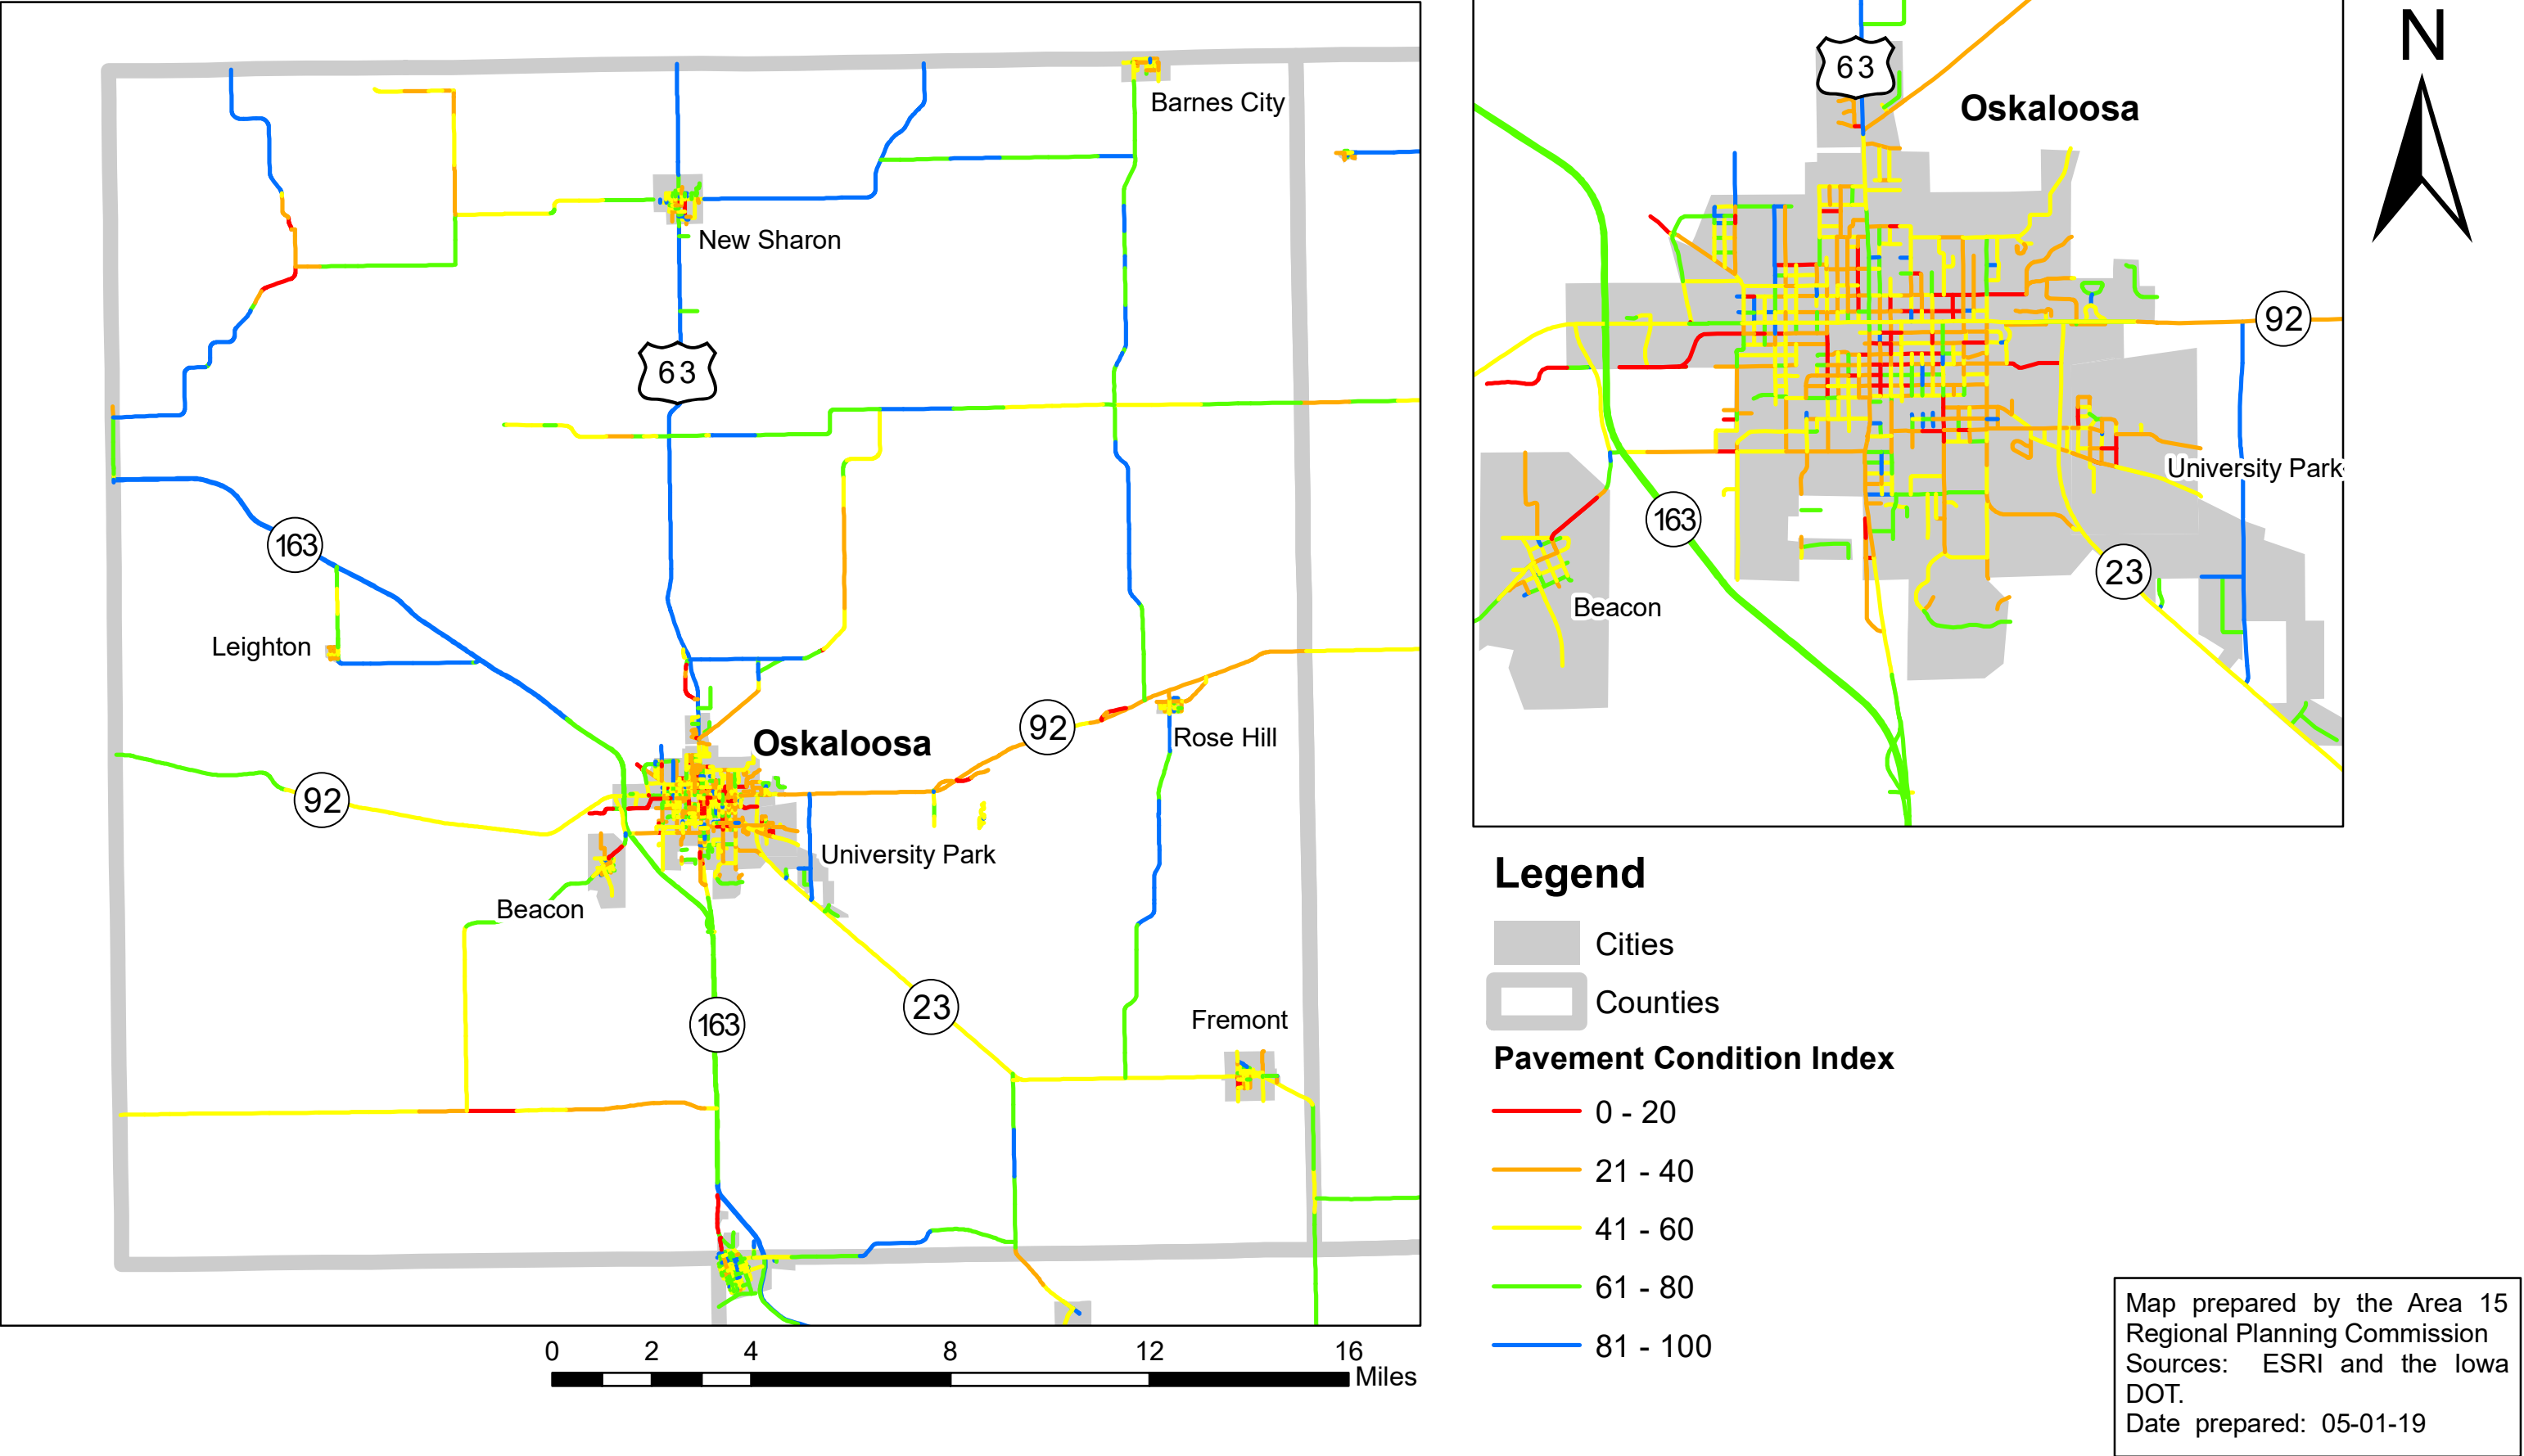 Barnes City
New Sharon
63
163
Leighton
Oskaloosa
92
Rose Hill
92
University Park
Beacon
23
163
Fremont
0 2 4 8 12 16
Miles
63
Oskaloosa
92
University Park
163
23
Beacon
N
Legend
Cities
Counties
Pavement Condition Index
0 - 20
21 - 40
41 - 60
61 - 80
81 - 100
Map prepared by the Area 15
Regional Planning Commission
Sources: ESRI and the Iowa
DOT.
Date prepared: 05-01-19